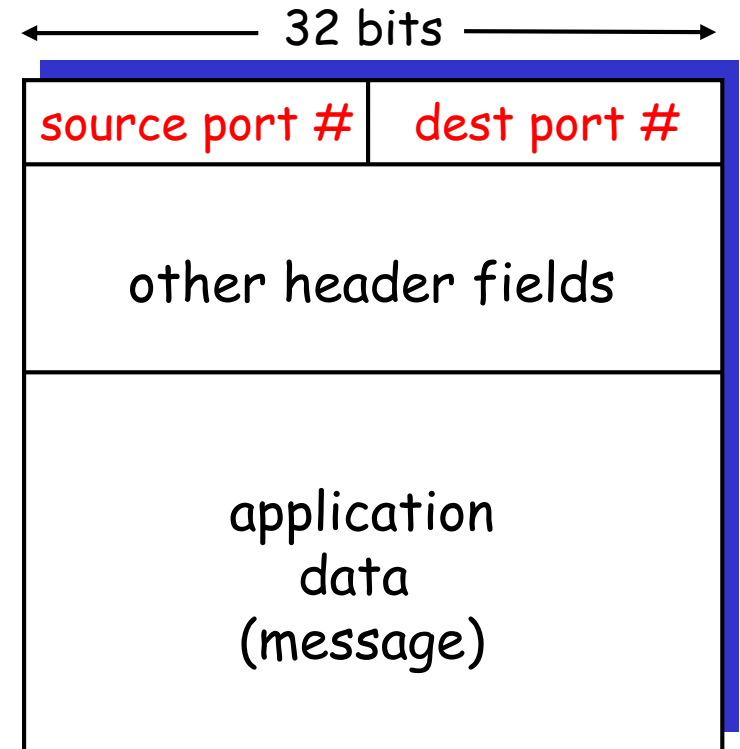 32 bits
source port # dest port #
other header fields
application
data
(message)